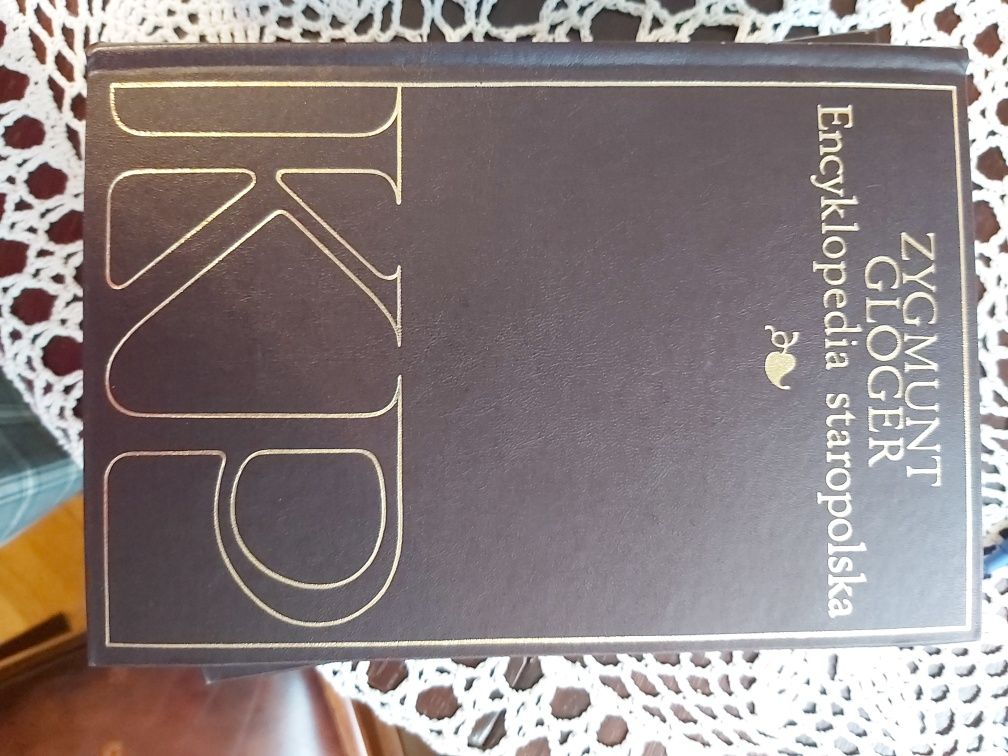 ZYGMUNT
GLOGER
Encyklopedia staropolska
KP